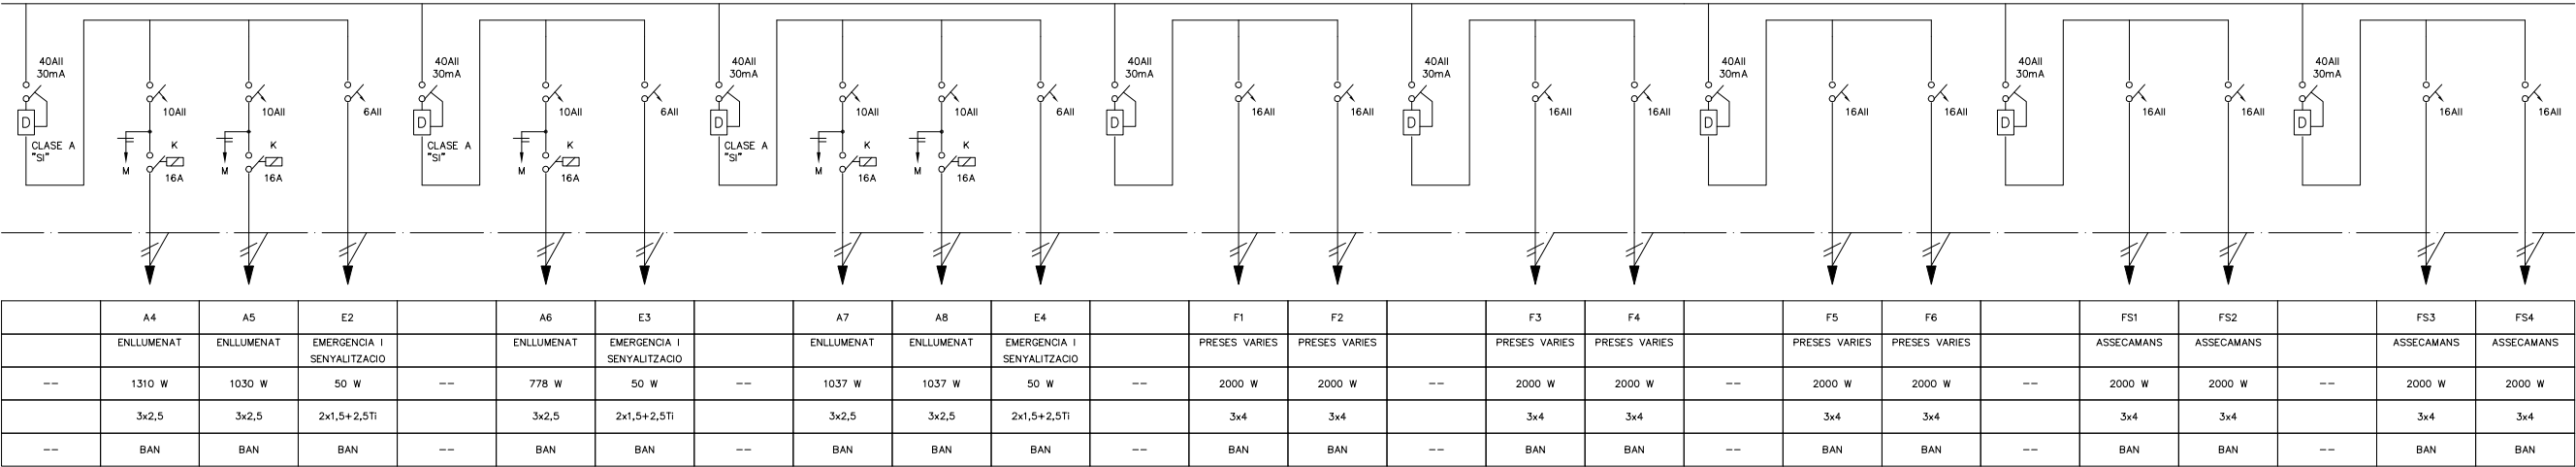 40AII 40AII 40AII 40AII 40AII 40AII 40AII 40AII
30mA 30mA 30mA 30mA 30mA 30mA 30mA 30mA
10AII 10AII 6AII 10AII 6AII 10AII 10AII 6AII 16AII 16AII 16AII 16AII 16AII 16AII 16AII 16AII 16AII 16AII
D D D D D D D D
CLASE A K K CLASE A K CLASE A K K
"SI" "SI" "SI"
M M M M M
16A 16A 16A 16A 16A
A4 A5 E2 A6 E3 A7 A8 E4 F1 F2 F3 F4 F5 F6 FS1 FS2 FS3 FS4
ENLLUMENAT ENLLUMENAT EMERGENCIA I ENLLUMENAT EMERGENCIA I ENLLUMENAT ENLLUMENAT EMERGENCIA I PRESES VARIES PRESES VARIES PRESES VARIES PRESES VARIES PRESES VARIES PRESES VARIES ASSECAMANS ASSECAMANS ASSECAMANS ASSECAMANS
SENYALITZACIO SENYALITZACIO SENYALITZACIO
-- 1310 W 1030 W 50 W -- 778 W 50 W -- 1037 W 1037 W 50 W -- 2000 W 2000 W -- 2000 W 2000 W -- 2000 W 2000 W -- 2000 W 2000 W -- 2000 W 2000 W
3x2,5 3x2,5 2x1,5+2,5Ti 3x2,5 2x1,5+2,5Ti 3x2,5 3x2,5 2x1,5+2,5Ti 3x4 3x4 3x4 3x4 3x4 3x4 3x4 3x4 3x4 3x4
-- BAN BAN BAN -- BAN BAN -- BAN BAN BAN -- BAN BAN -- BAN BAN -- BAN BAN -- BAN BAN -- BAN BAN